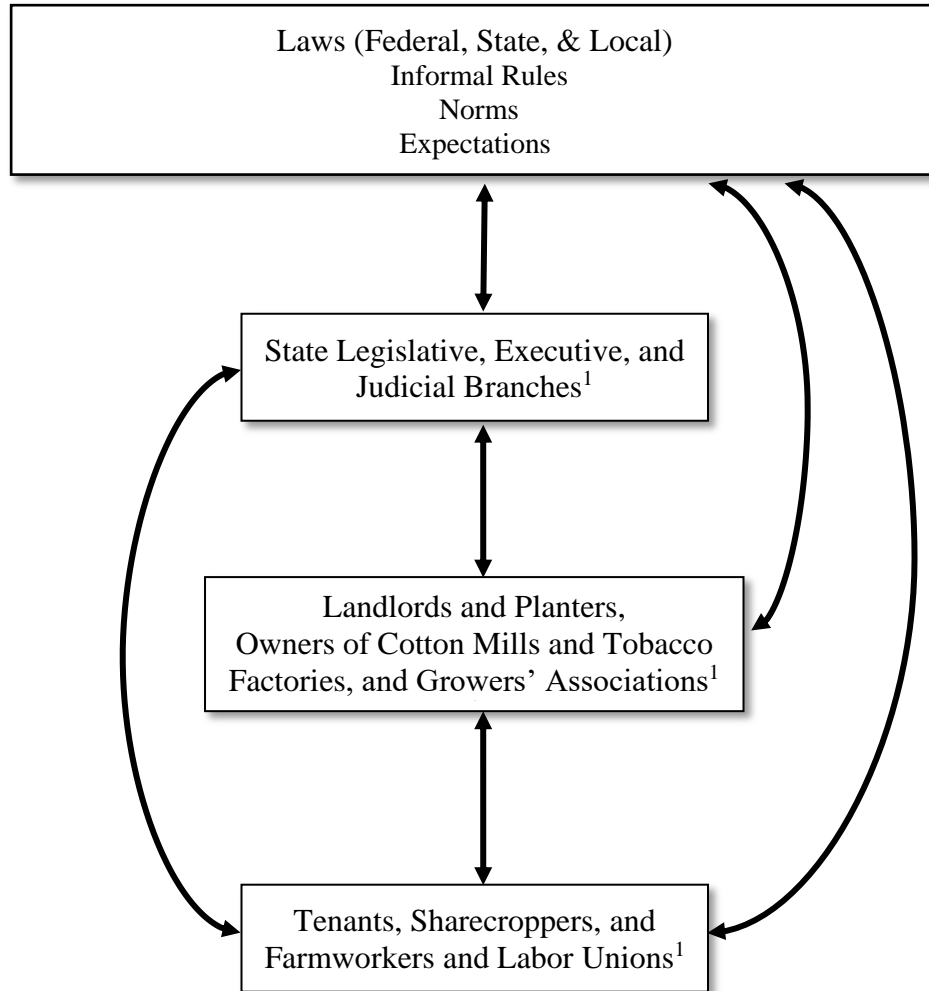 Laws (Federal, State, & Local)
Informal Rules
Norms
Expectations
State Legislative, Executive, and
Judicial Branches¹
Landlords and Planters,
Owners of Cotton Mills and Tobacco
Factories, and Growers’ Associations¹
Tenants, Sharecroppers, and
Farmworkers and Labor Unions¹